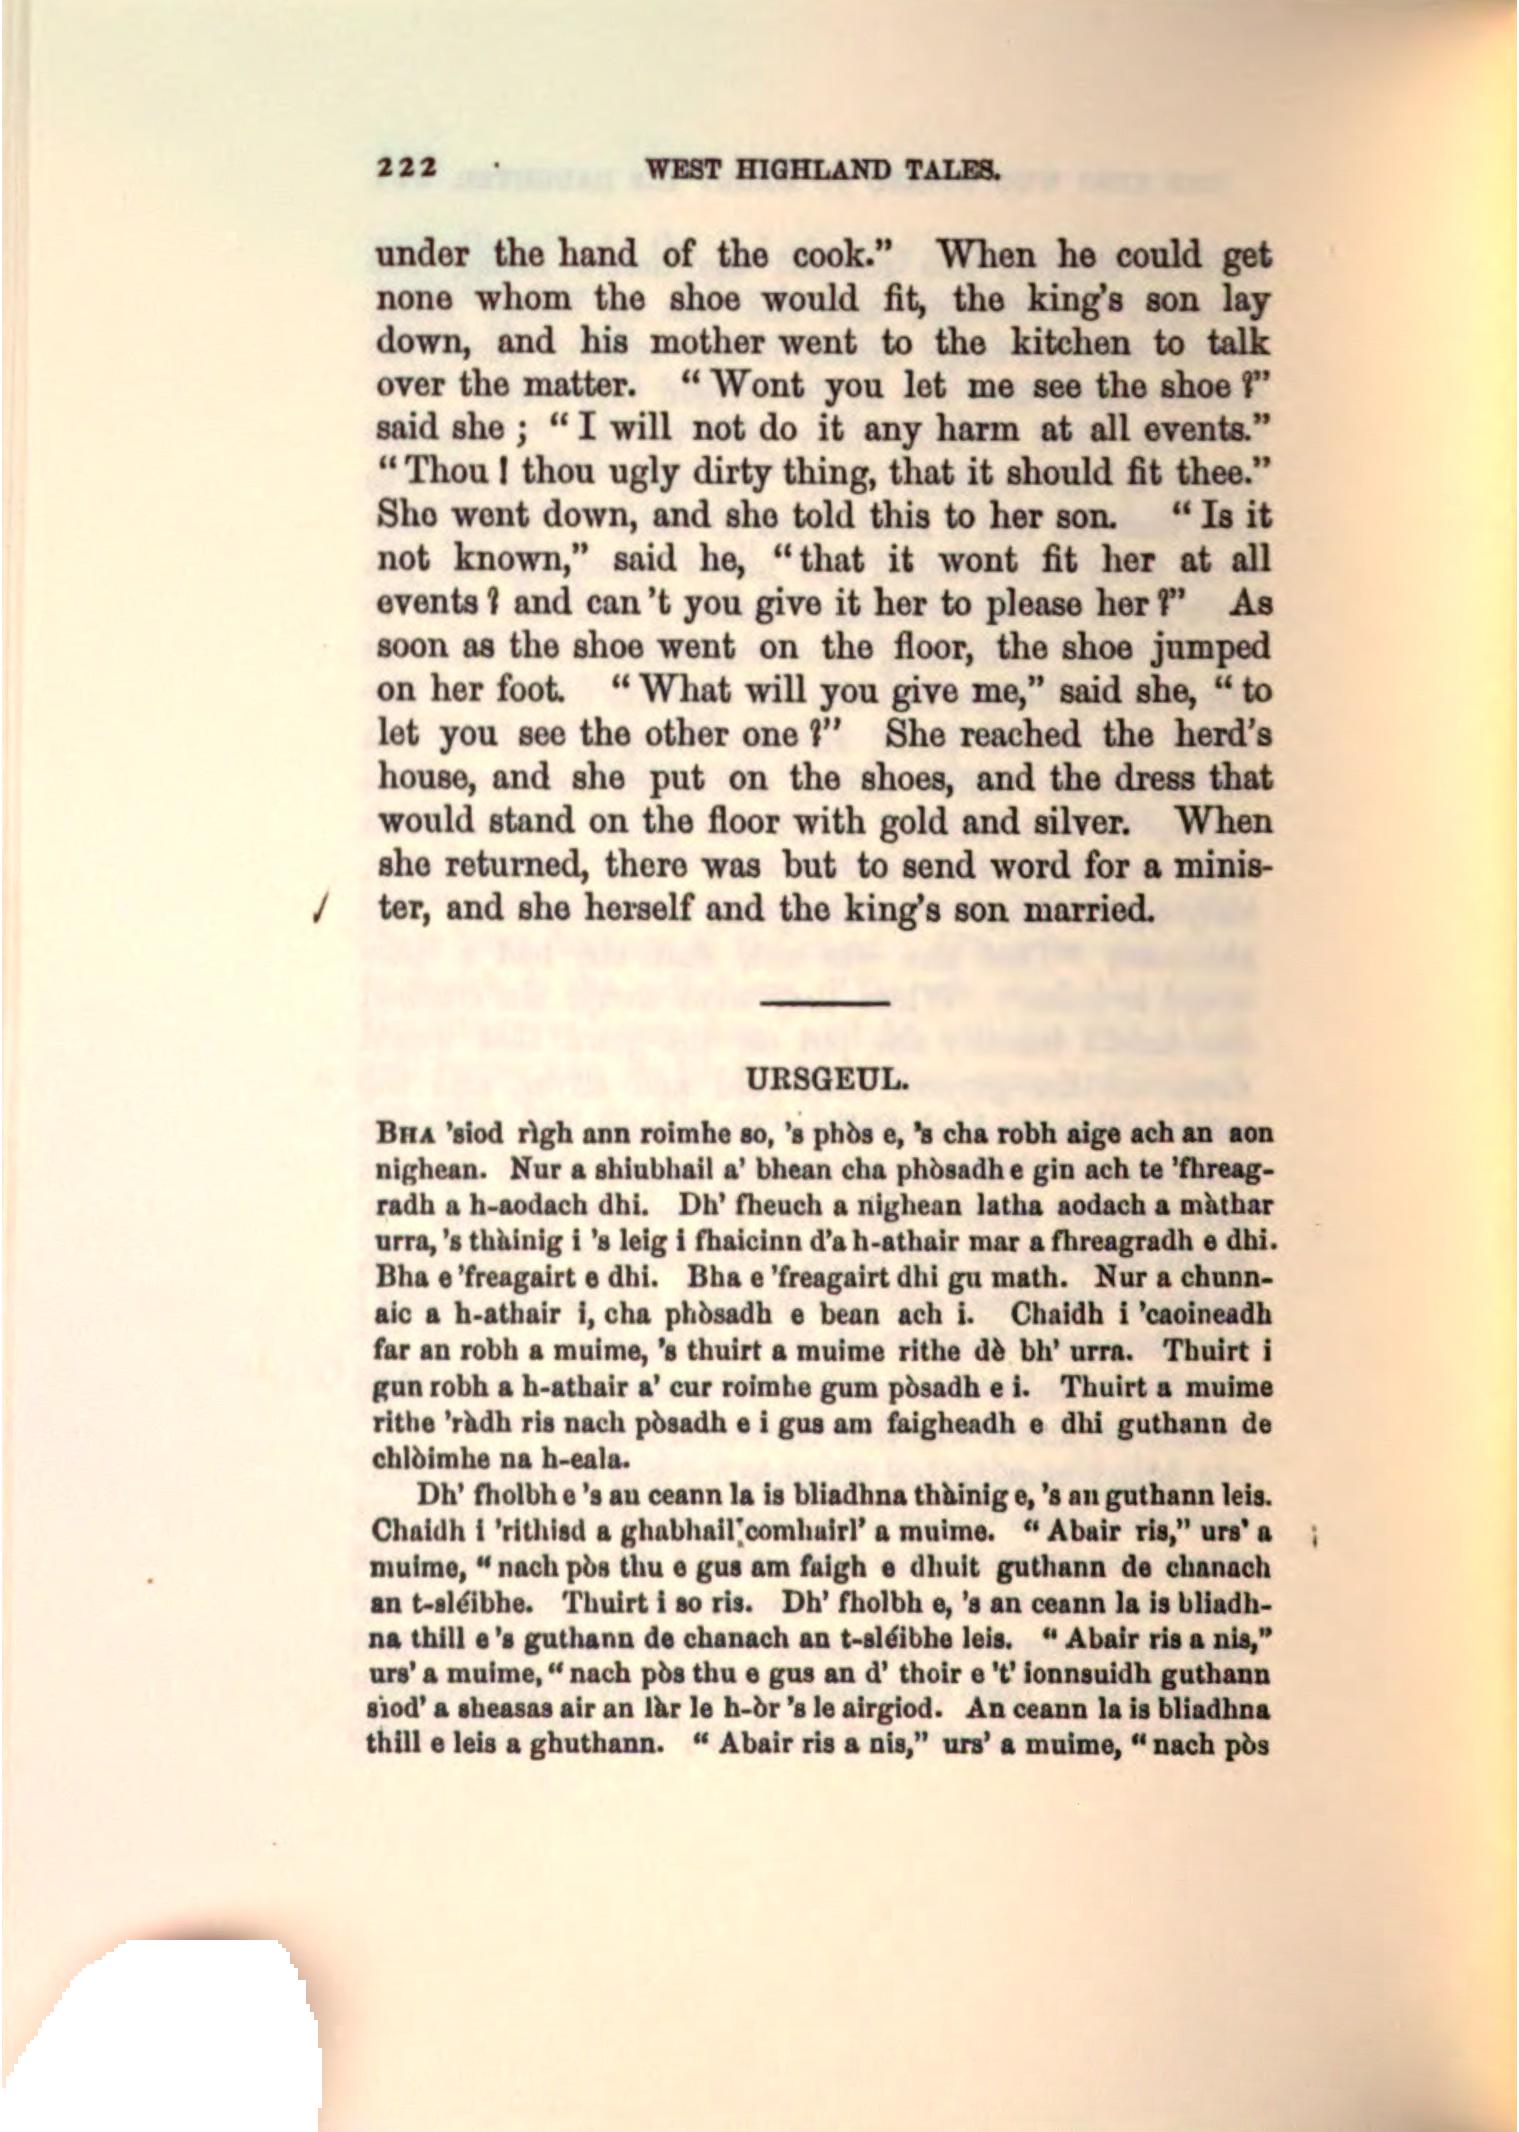 222 WEST HIGHLAND TALES.
under the hand of the cook.” When he could get
none whom the shoe would fit, the king's son lay
down, and his mother went to the kitchen to talk
over the matter. “ Wont you let me see the shoe ?”
said she ; “ I will not do it any harm at all events.”
“ Thou ! thou ugly dirty thing, that it should fit thee.”
She went down, and she told this to her son. “ Is it
not known,” said he, “ that it wont fit her at all
events ? and can 't you give it her to please her ?” As
soon as the shoe went on the floor, the shoe jumped
on her foot. “ What will you give me,” said she, “ to
let you see the other one ?” She reached the herd's
house, and she put on the shoes, and the dress that
would stand on the floor with gold and silver. When
she returned, there was but to send word for a minis-
ter, and she herself and the king's son married.
URSGEUL.
BHA 'siod rìgh ann roimhe so, 's phòs e, 's cha robh aige ach an aon
nighean. Nur a shiubhail a' bhean cha phòsadh e gin ach te 'fhreag-
radh a h-aodach dhi. Dh' fheuch a nighean latha aodach a màthar
urra, 's thàinig i 's leig i fhaicinn d'a h-athair mar a fhreagradh e dhi.
Bha e 'freagairt e dhi. Bha e 'freagairt dhi gu math. Nur a chunn-
aic a h-athair i, cha phòsadh e bean ach i. Chaidh i 'caoineadh
far an robh a muime, 's thuirt a muime rithe dè bh' urra. Thuirt i
gun robh a h-athair a' cur roimhe gum pòsadh e i. Thuirt a muime
rithe 'ràdh ris nach pòsadh e i gus am faigheadh e dhi guthann de
chlòimhe na h-eala.
Dh' fholbh e 's an ceann la is bliadhna thàinig e, 's an guthann leis.
Chaidh i 'rithisd a ghabhail comhairl' a muime. “ Abair ris,” urs' a
muime, “ nach pòs thu e gus am faigh e dhuit guthann de chanach
an t-sléibhe. Thuirt i so ris. Dh' fholbh e, 's an ceann la is bliadh-
na thill e 's guthann de chanach an t-sléibhe leis. “ Abair ris a nis,”
urs' a muime, “ nach pòs thu e gus an d' thoir e 't' ionnsuidh guthann
sìod' a sheasas air an làr le h-òr 's le airgiod. An ceann la is bliadhna
thill e leis a ghuthann. “ Abair ris a nis,” urs' a muime, “ nach pòs